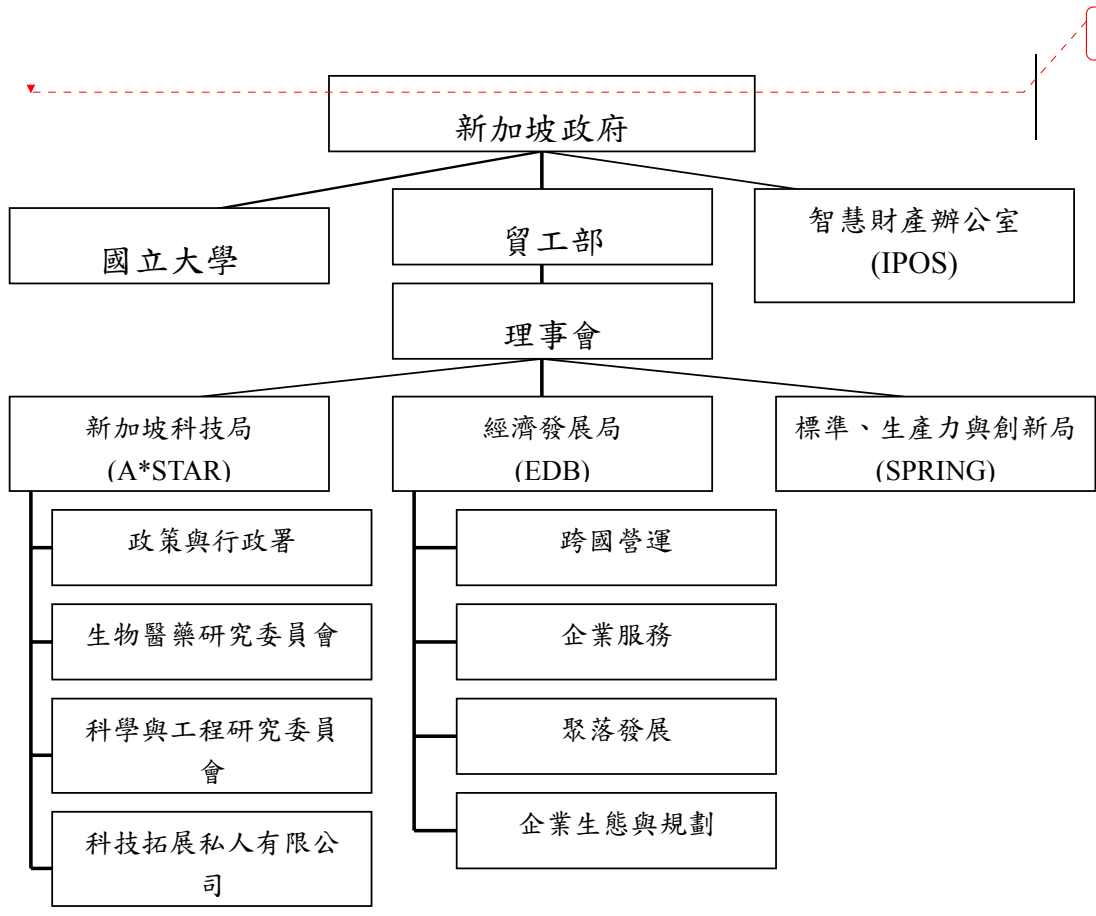 新加坡政府
國立大學
貿工部
智慧財產辦公室
(IPOS)
理事會
新加坡科技局
(A*STAR)
經濟發展局
(EDB)
標準、生產力與創新局
(SPRING)
政策與行政署
生物醫藥研究委員會
科學與工程研究委員
會
科技拓展私人有限公
司
跨國營運
企業服務
聚落發展
企業生態與規劃